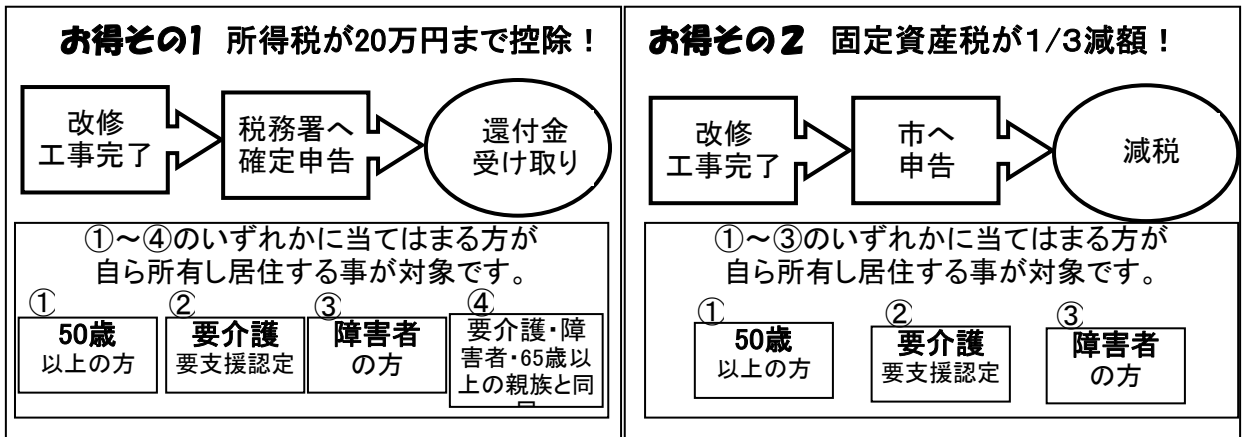 お得その1 所得税が20万円まで控除！
改修
工事完了
税務署へ
確定申告
還付金
受け取り
①～④のいずれかに当てはまる方が
自ら所有し居住する事が対象です。
①
50歳
以上の方
②
要介護
要支援認定
③
障害者
の方
④
要介護・障
害者・65歳以
上の親族と同
お得その2 固定資産税が1/3減額！
改修
工事完了
市へ
申告
減税
①～③のいずれかに当てはまる方が
自ら所有し居住する事が対象です。
①
50歳
以上の方
②
要介護
要支援認定
③
障害者
の方